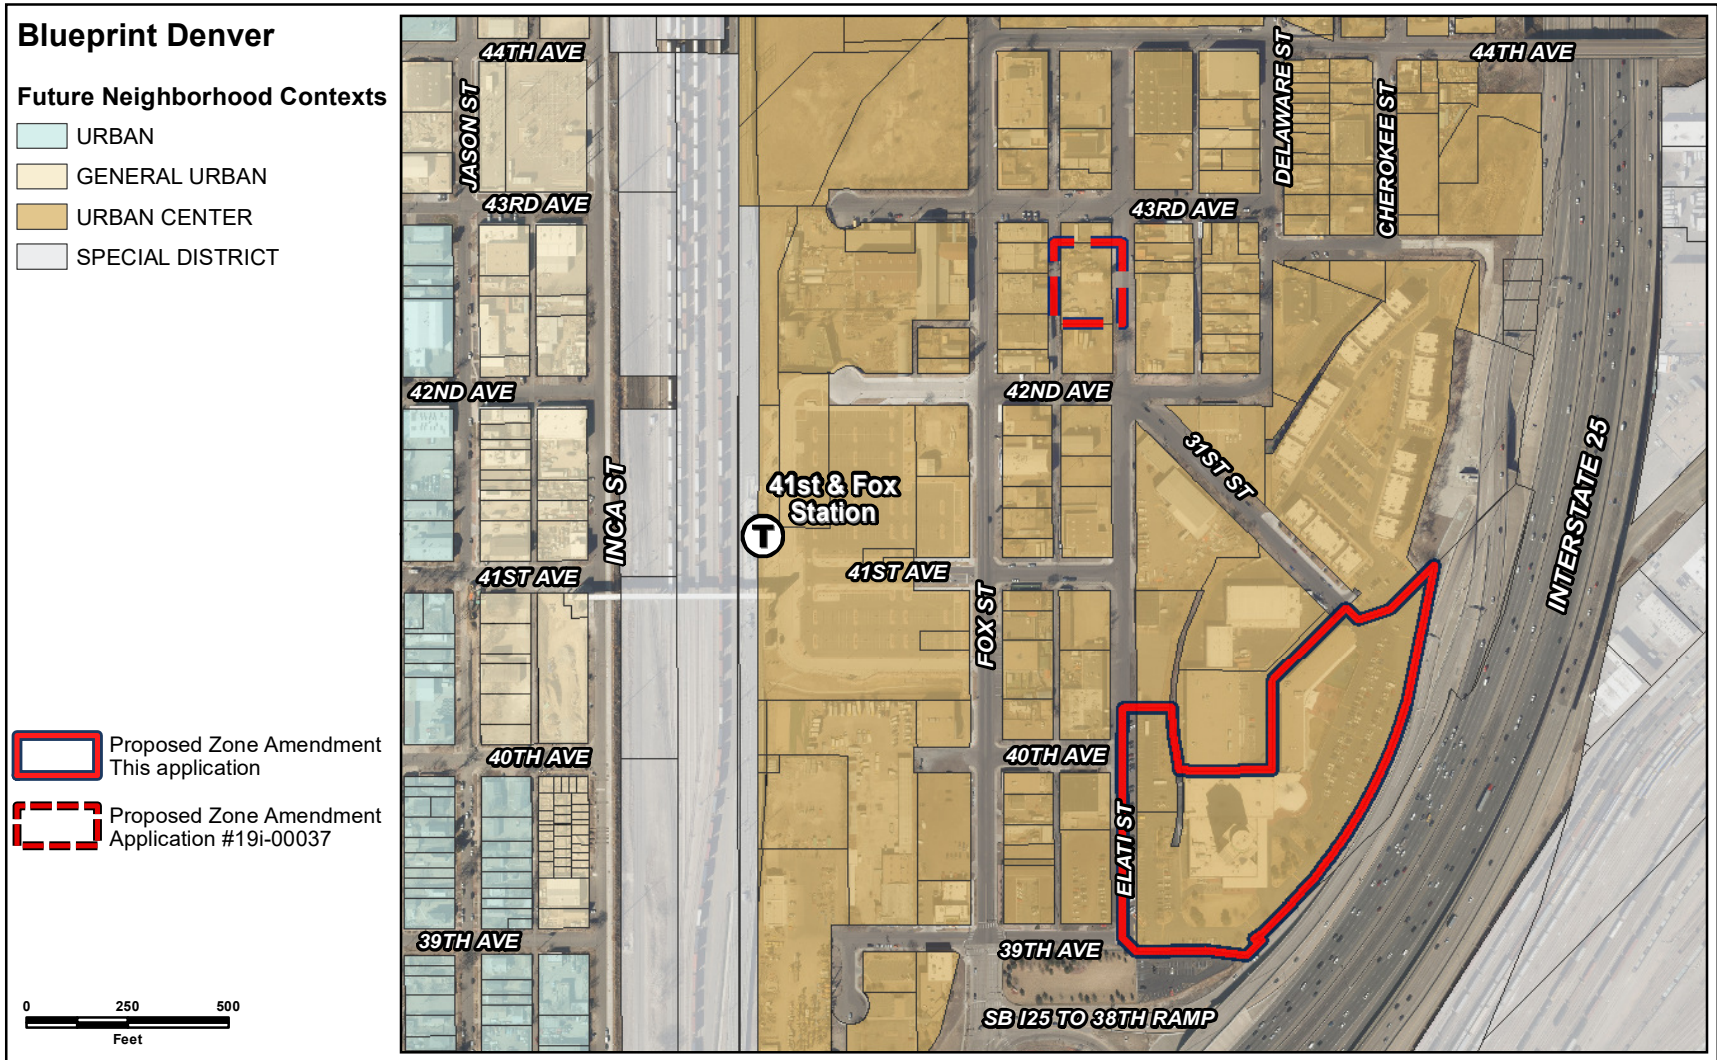 Blueprint Denver
Future Neighborhood Contexts
URBAN
GENERAL URBAN
URBAN CENTER
SPECIAL DISTRICT
Proposed Zone Amendment
This application
Proposed Zone Amendment
Application #19i-00037
0 250 500
Feet
44TH AVE
44TH AVE
JASON ST
DELAWARE ST
CHEROKEE ST
43RD AVE
43RD AVE
42ND AVE
42ND AVE
31ST ST
INTERSTATE 25
INCA ST
41st & Fox
Station
T
41ST AVE
41ST AVE
FOX ST
40TH AVE
40TH AVE
ELATI ST
39TH AVE
39TH AVE
SB I25 TO 38TH RAMP